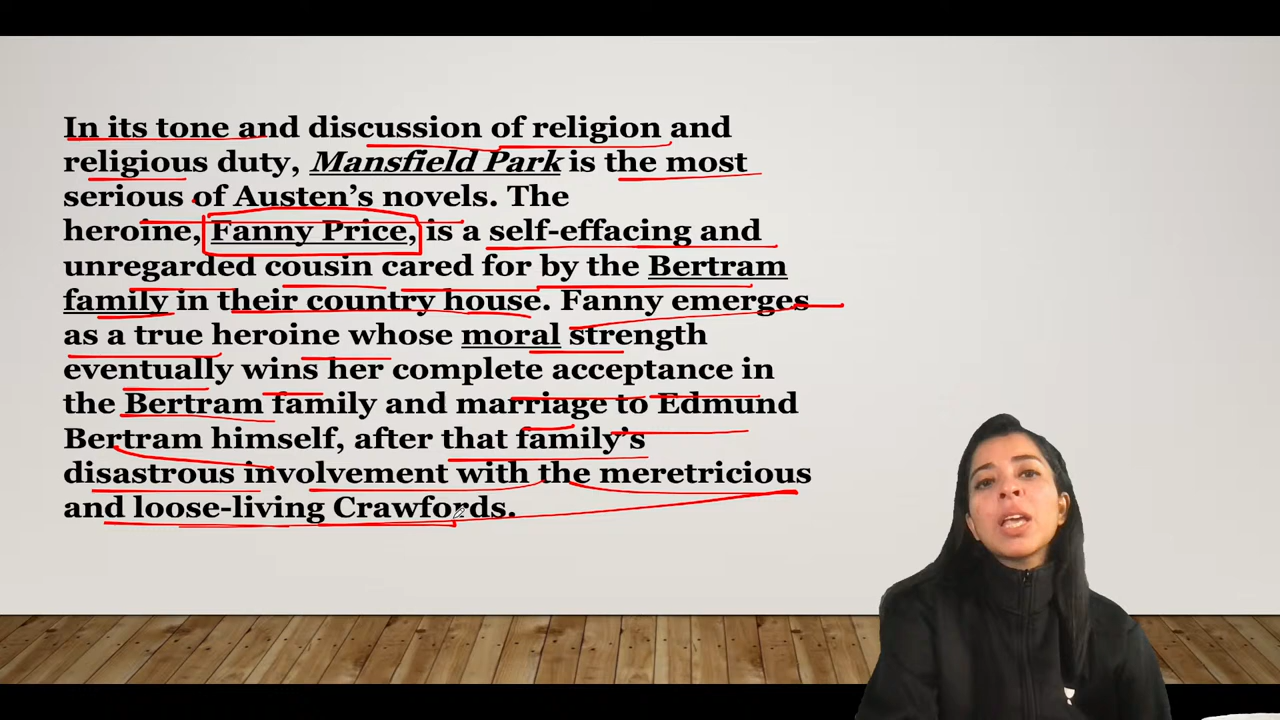 In its tone and discussion of religion and
religious duty, Mansfield Park is the most
serious of Austen’s novels. The
heroine, Fanny Price, is a self-effacing and
unregarded cousin cared for by the Bertram
family in their country house. Fanny emerges
as a true heroine whose moral strength
eventually wins her complete acceptance in
the Bertram family and marriage to Edmund
Bertram himself, after that family’s
disastrous involvement with the meretricious
and loose-living Crawfords.